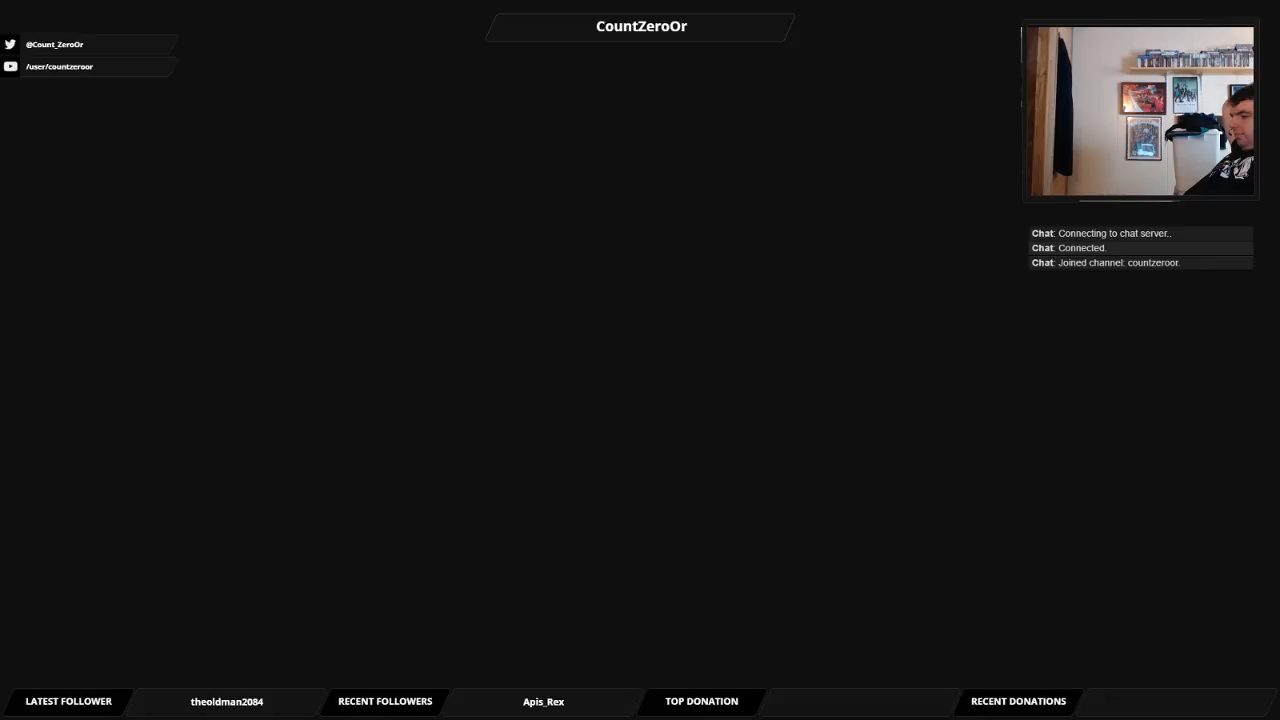 CountZeroOr
@Count_ZeroOr
/user/countzeroor
Chat: Connecting to chat server..
Chat: Connected.
Chat: Joined channel: countzeroor.
LATEST FOLLOWER
theoldman2084
RECENT FOLLOWERS
Apis_Rex
TOP DONATION
RECENT DONATIONS